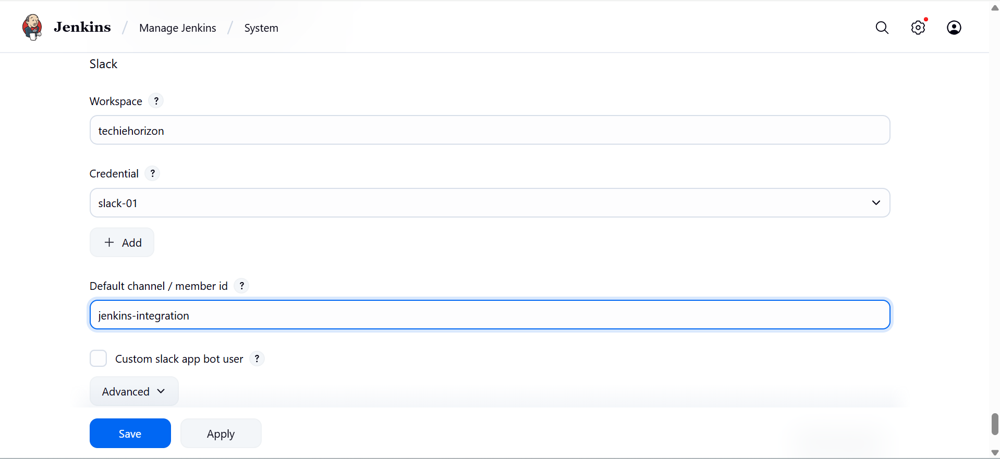 Jenkins / Manage Jenkins / System
Slack
Workspace ?
techiehorizon
Credential ?
slack-01
+ Add
Default channel / member id ?
jenkins-integration
Custom slack app bot user ?
Advanced
Save Apply